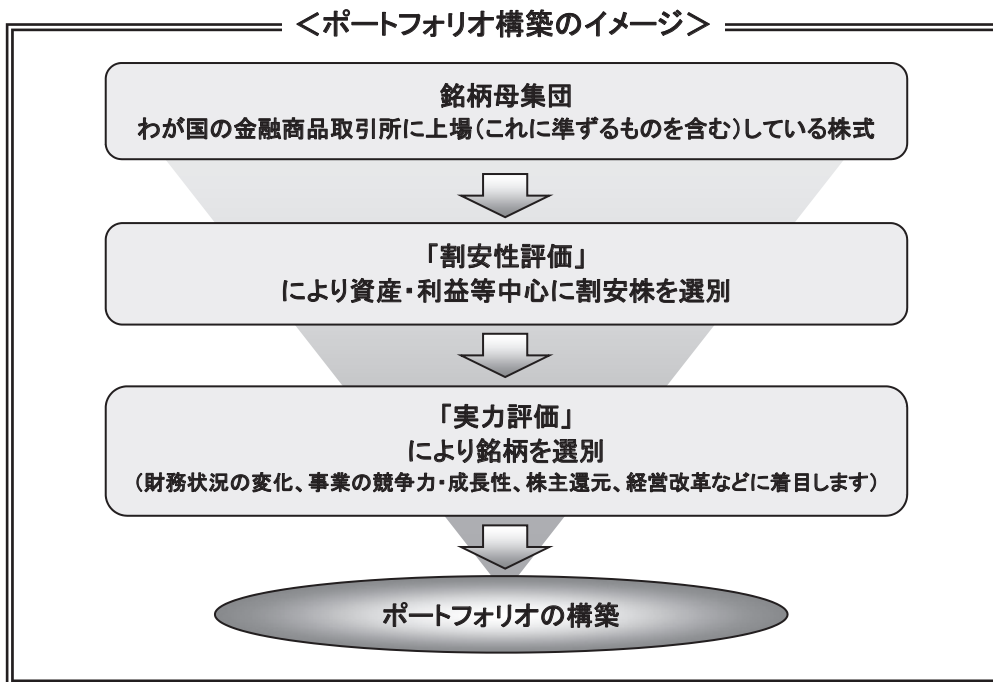 ＜ポートフォリオ構築のイメージ＞
銘柄母集団
わが国の金融商品取引所に上場(これに準ずるものを含む)している株式
「割安性評価」
により資産・利益等中心に割安株を選別
「実力評価」
により銘柄を選別
(財務状況の変化、事業の競争力・成長性、株主還元、経営改革などに着目します)
ポートフォリオの構築